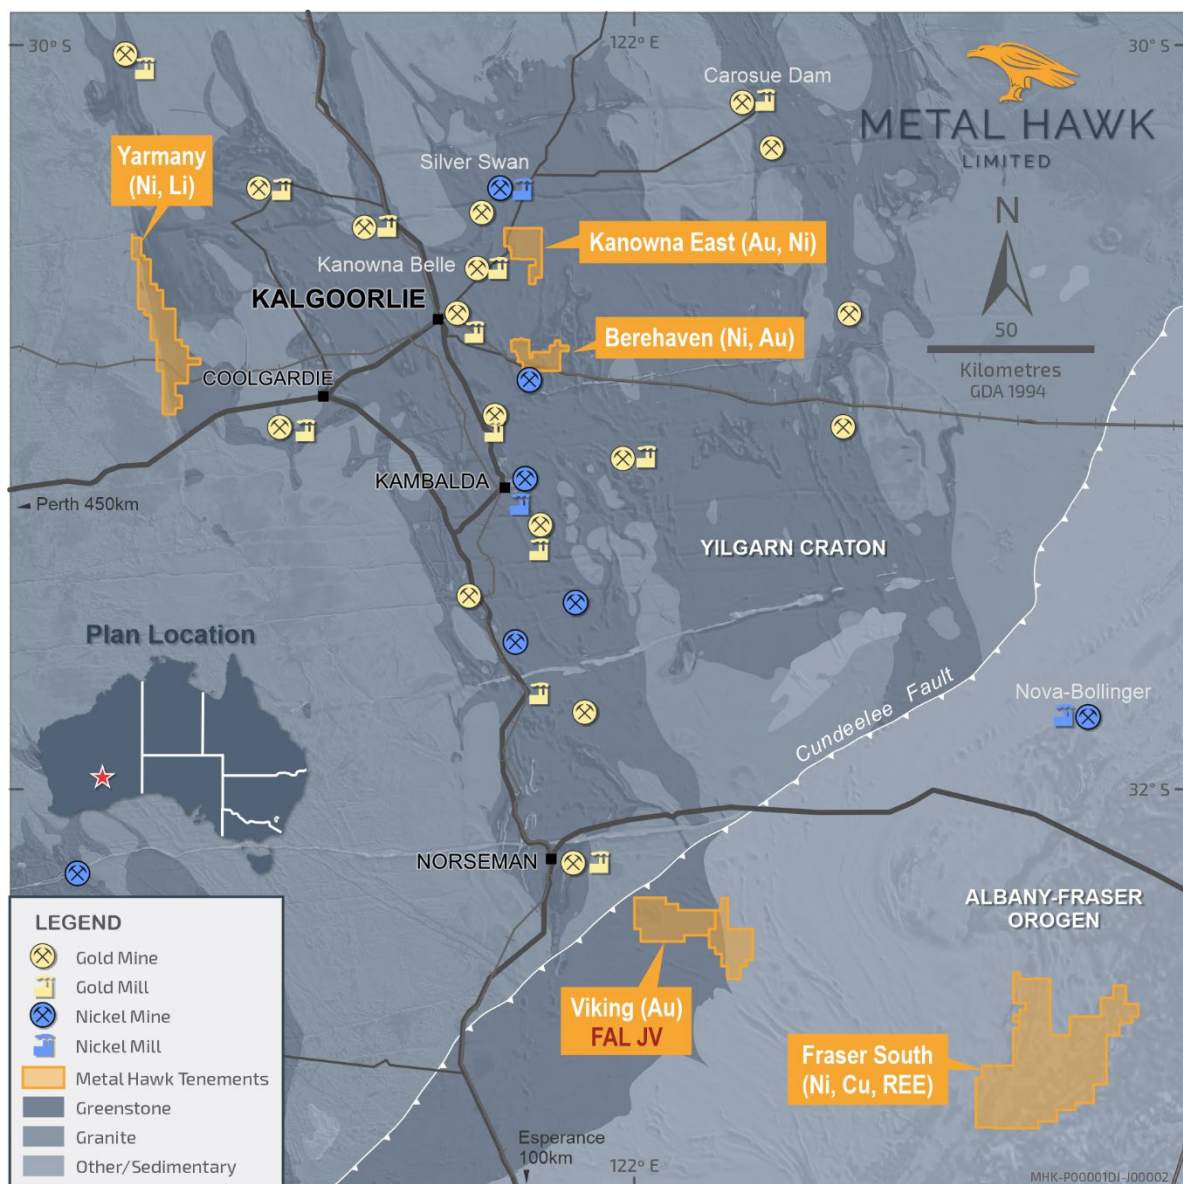 30° S
122° E
30° S
Carosue Dam
METAL HAWK
LIMITED
Yarmany
(Ni, Li)
Silver Swan
N
Kanowna East (Au, Ni)
Kanowna Belle
KALGOORLIE
50
Kilometres
GDA 1994
Berehaven (Ni, Au)
COOLGARDIE
KAMBALDA
Perth 450km
YILGARN CRATON
Plan Location
Cundeelee Fault
Nova-Bollinger
32° S
NORSEMAN
ALBANY-FRASER
OROGEN
Viking (Au)
FAL JV
Fraser South
(Ni, Cu, REE)
LEGEND
Gold Mine
Gold Mill
Nickel Mine
Nickel Mill
Metal Hawk Tenements
Greenstone
Granite
Other/Sedimentary
Esperance
100km
122° E
MHK-P00001DJ-J00002